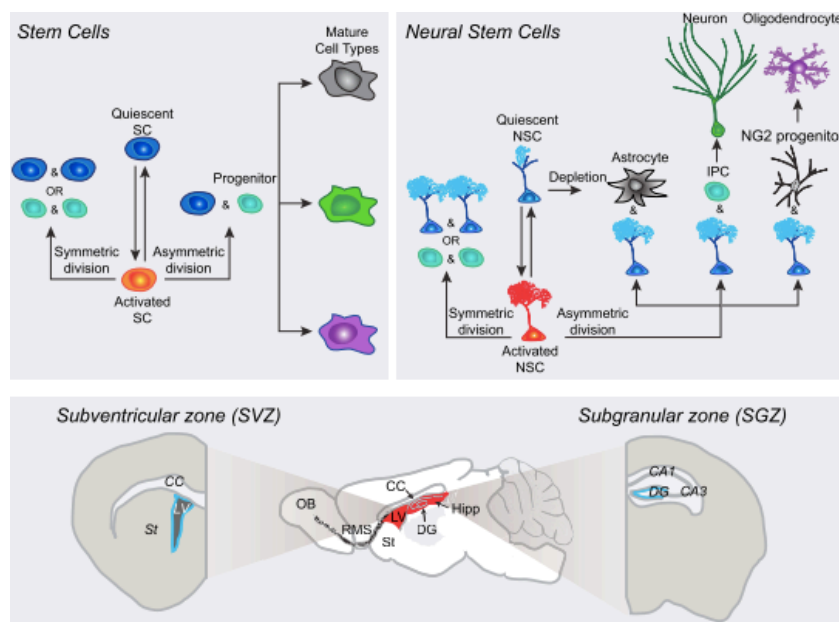 Stem Cells
Mature
Cell Types
Quiescent
SC
Progenitor
&
OR
&
&
Symmetric
division
Asymmetric
division
Activated
SC
Neural Stem Cells
Neuron
Oligodendrocyte
Quiescent
NSC
Depletion
Astrocyte
IPC
NG2 progenitor
&
OR
&
&
&
&
Symmetric
division
Asymmetric
division
Activated
NSC
Subventricular zone (SVZ)
CC
LV
St
OB
RMS
CC
LV
St
DG
Hipp
Subgranular zone (SGZ)
CA1
DG
CA3